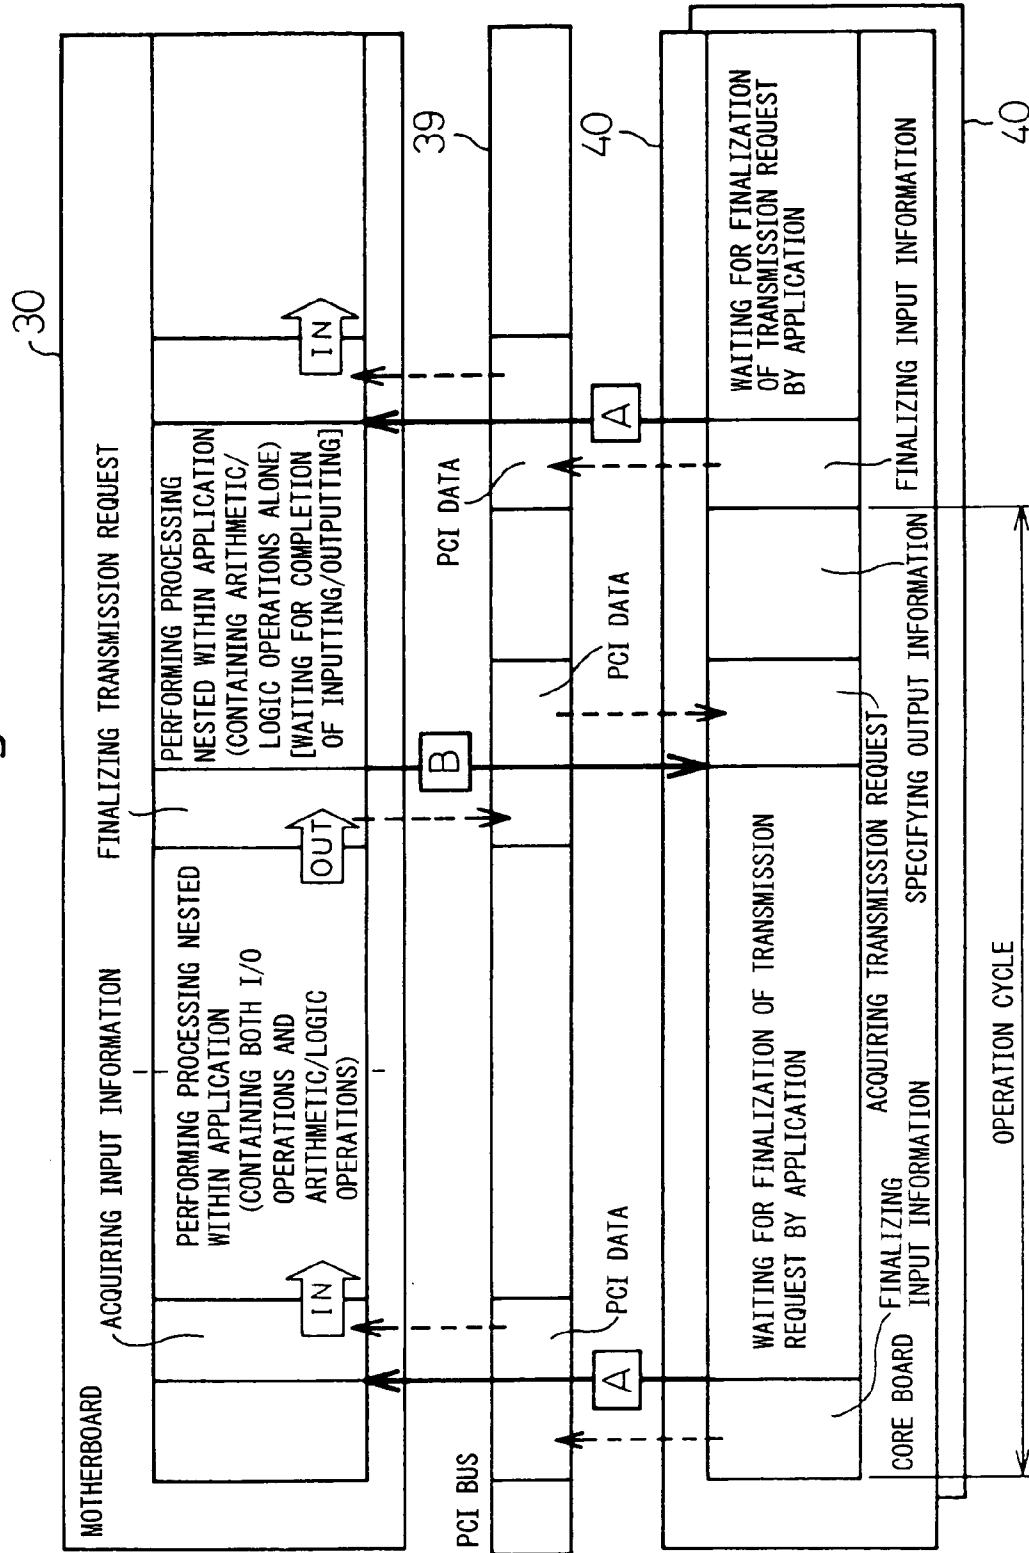 30
MOTHERBOARD
ACQUIRING INPUT INFORMATION
FINALIZING TRANSMISSION REQUEST
PERFORMING PROCESSING NESTED
WITHIN APPLICATION
(CONTAINING BOTH I/O
OPERATIONS AND
ARITHMETIC/LOGIC
OPERATIONS)
PERFORMING PROCESSING
NESTED WITHIN APPLICATION
(CONTAINING ARITHMETIC/
LOGIC OPERATIONS ALONE)
[WAITING FOR COMPLETION
OF INPUTTING/OUTPUTTING]
IN
OUT
IN
39
PCI BUS
PCI DATA
PCI DATA
PCI DATA
A
B
A
40
WAITING FOR FINALIZATION OF TRANSMISSION
REQUEST BY APPLICATION
WAITING FOR FINALIZATION
OF TRANSMISSION REQUEST
BY APPLICATION
CORE BOARD
FINALIZING
INPUT INFORMATION
ACQUIRING TRANSMISSION REQUEST
SPECIFYING OUTPUT INFORMATION
FINALIZING INPUT INFORMATION
40
OPERATION CYCLE